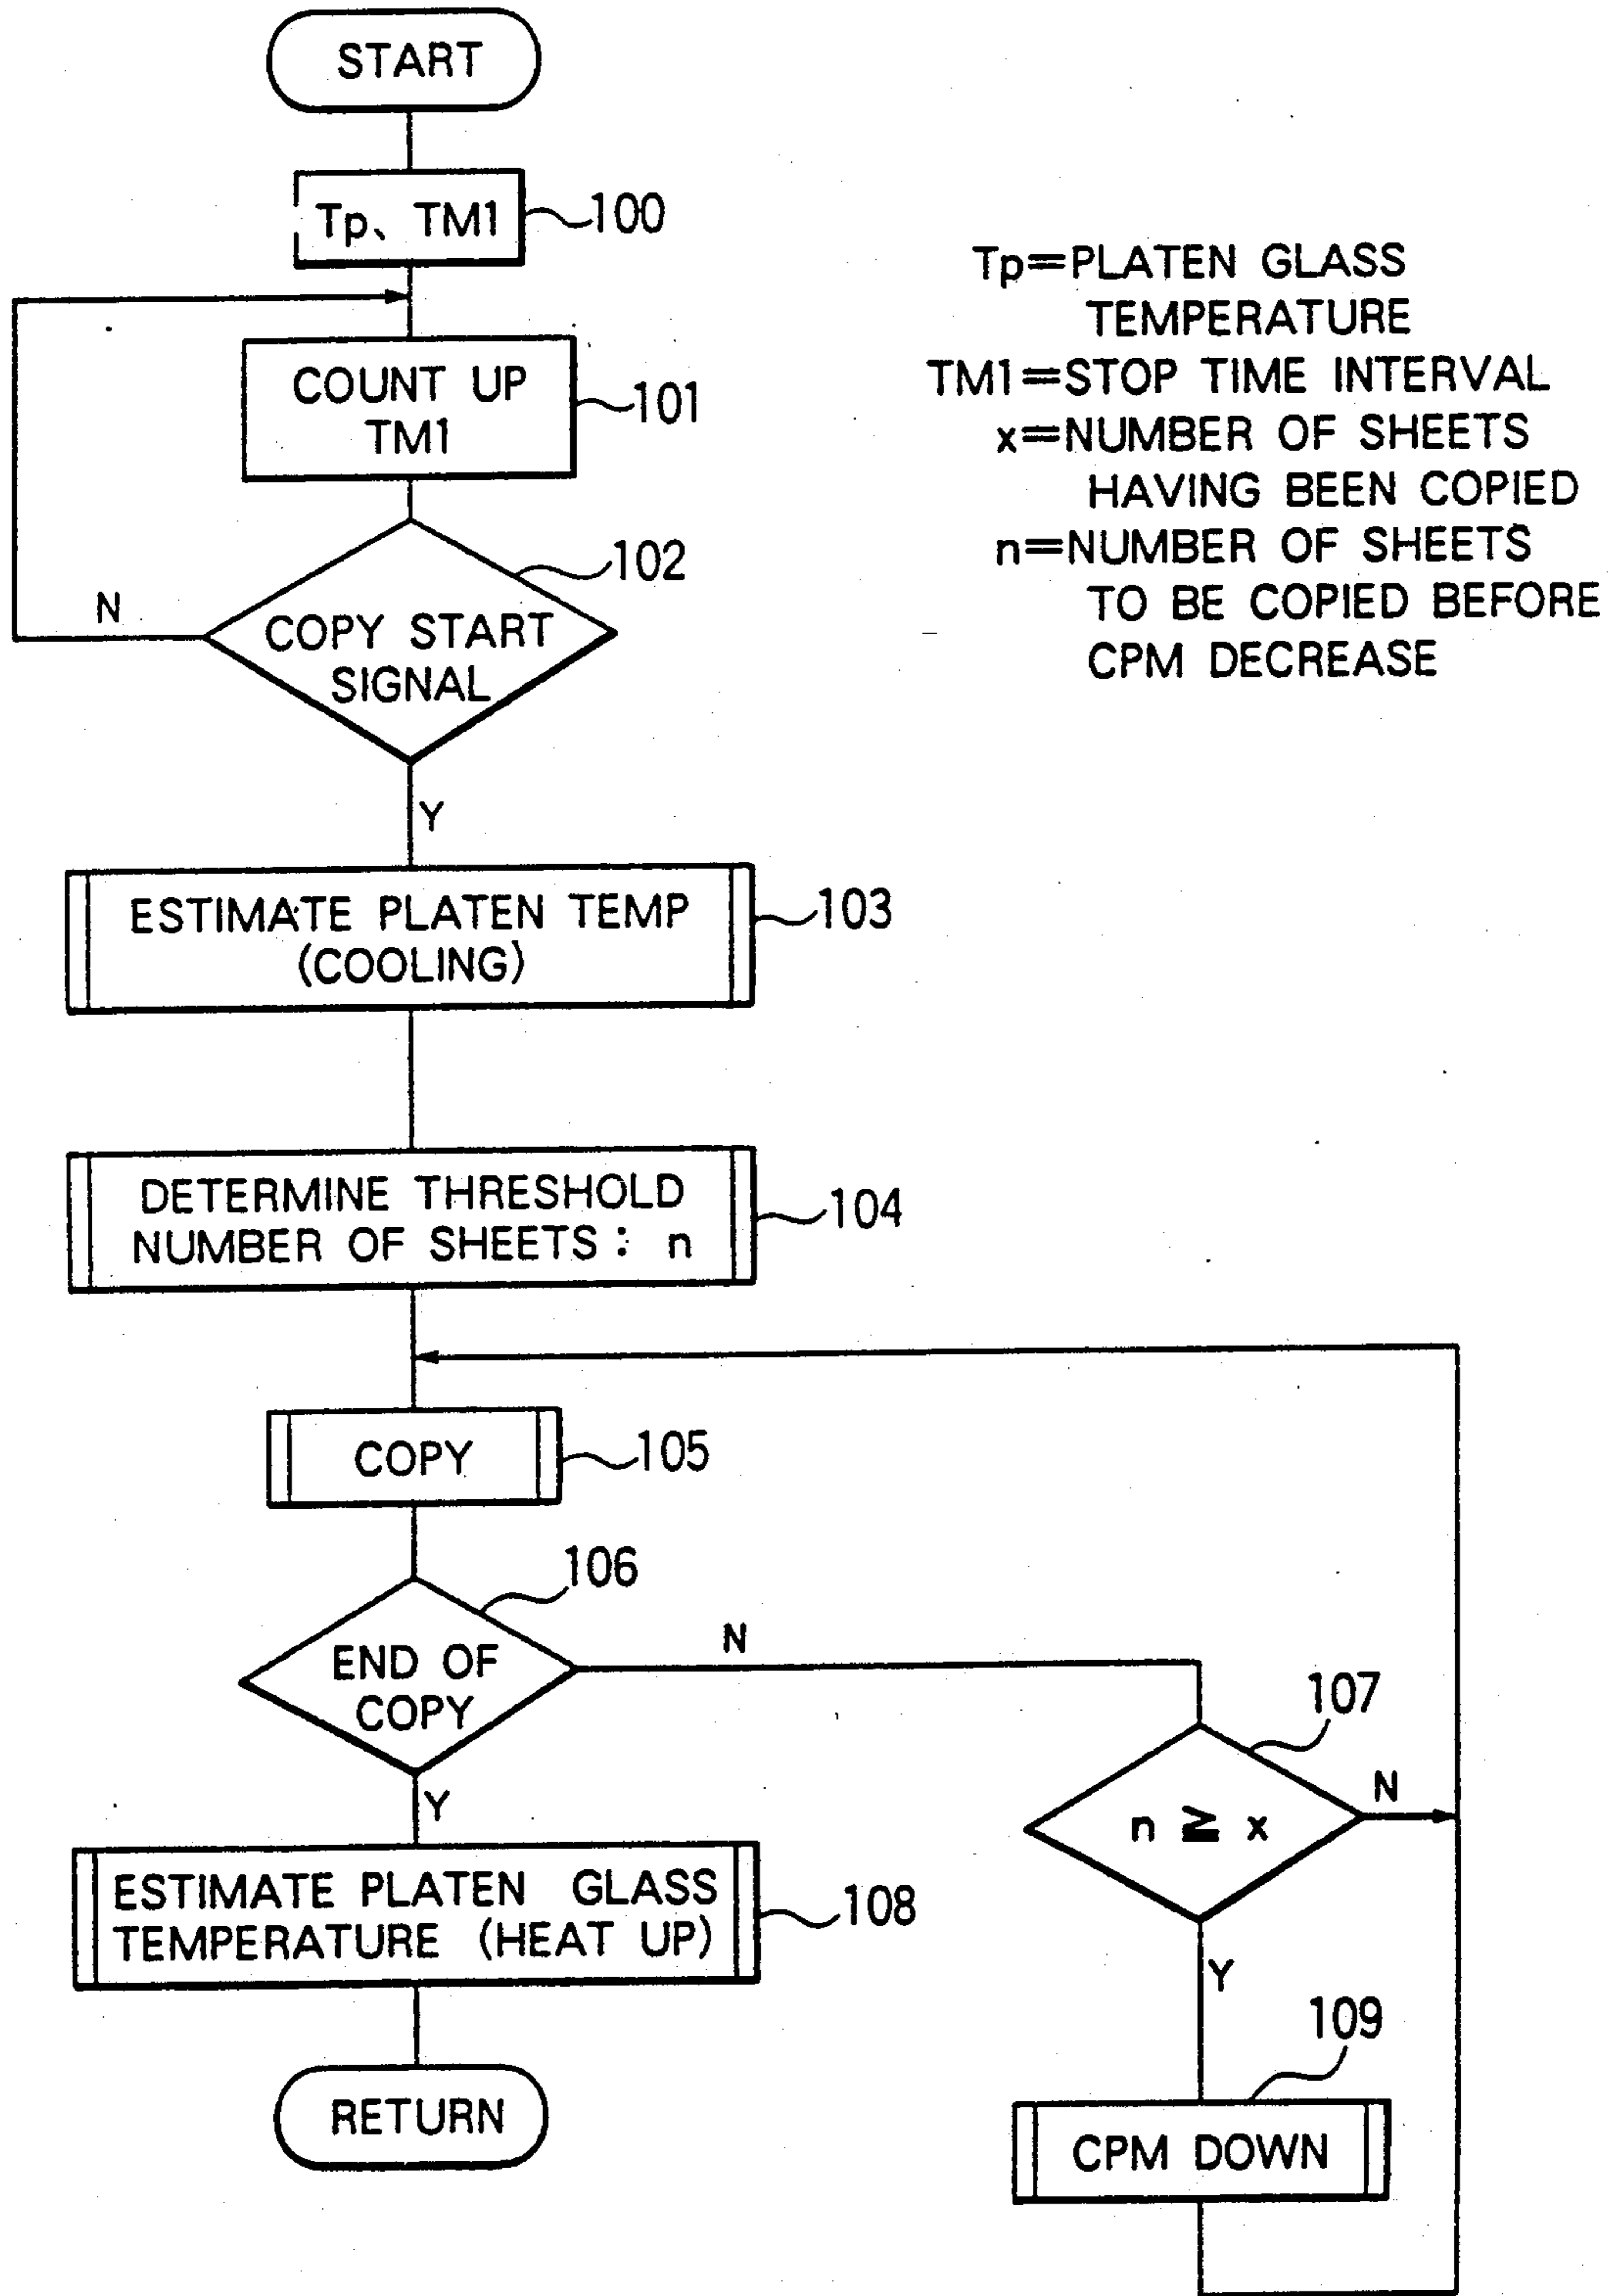 START
Tp、TM1
100
COUNT UP
TM1
101
102
COPY START
SIGNAL
N
Y
Tp=PLATEN GLASS
TEMPERATURE
TM1=STOP TIME INTERVAL
x=NUMBER OF SHEETS
HAVING BEEN COPIED
n=NUMBER OF SHEETS
TO BE COPIED BEFORE
CPM DECREASE
ESTIMATE PLATEN TEMP
(COOLING)
103
DETERMINE THRESHOLD
NUMBER OF SHEETS : n
104
COPY
105
106
END OF
COPY
N
Y
107
n ≧ x
N
Y
ESTIMATE PLATEN GLASS
TEMPERATURE (HEAT UP)
108
109
CPM DOWN
RETURN